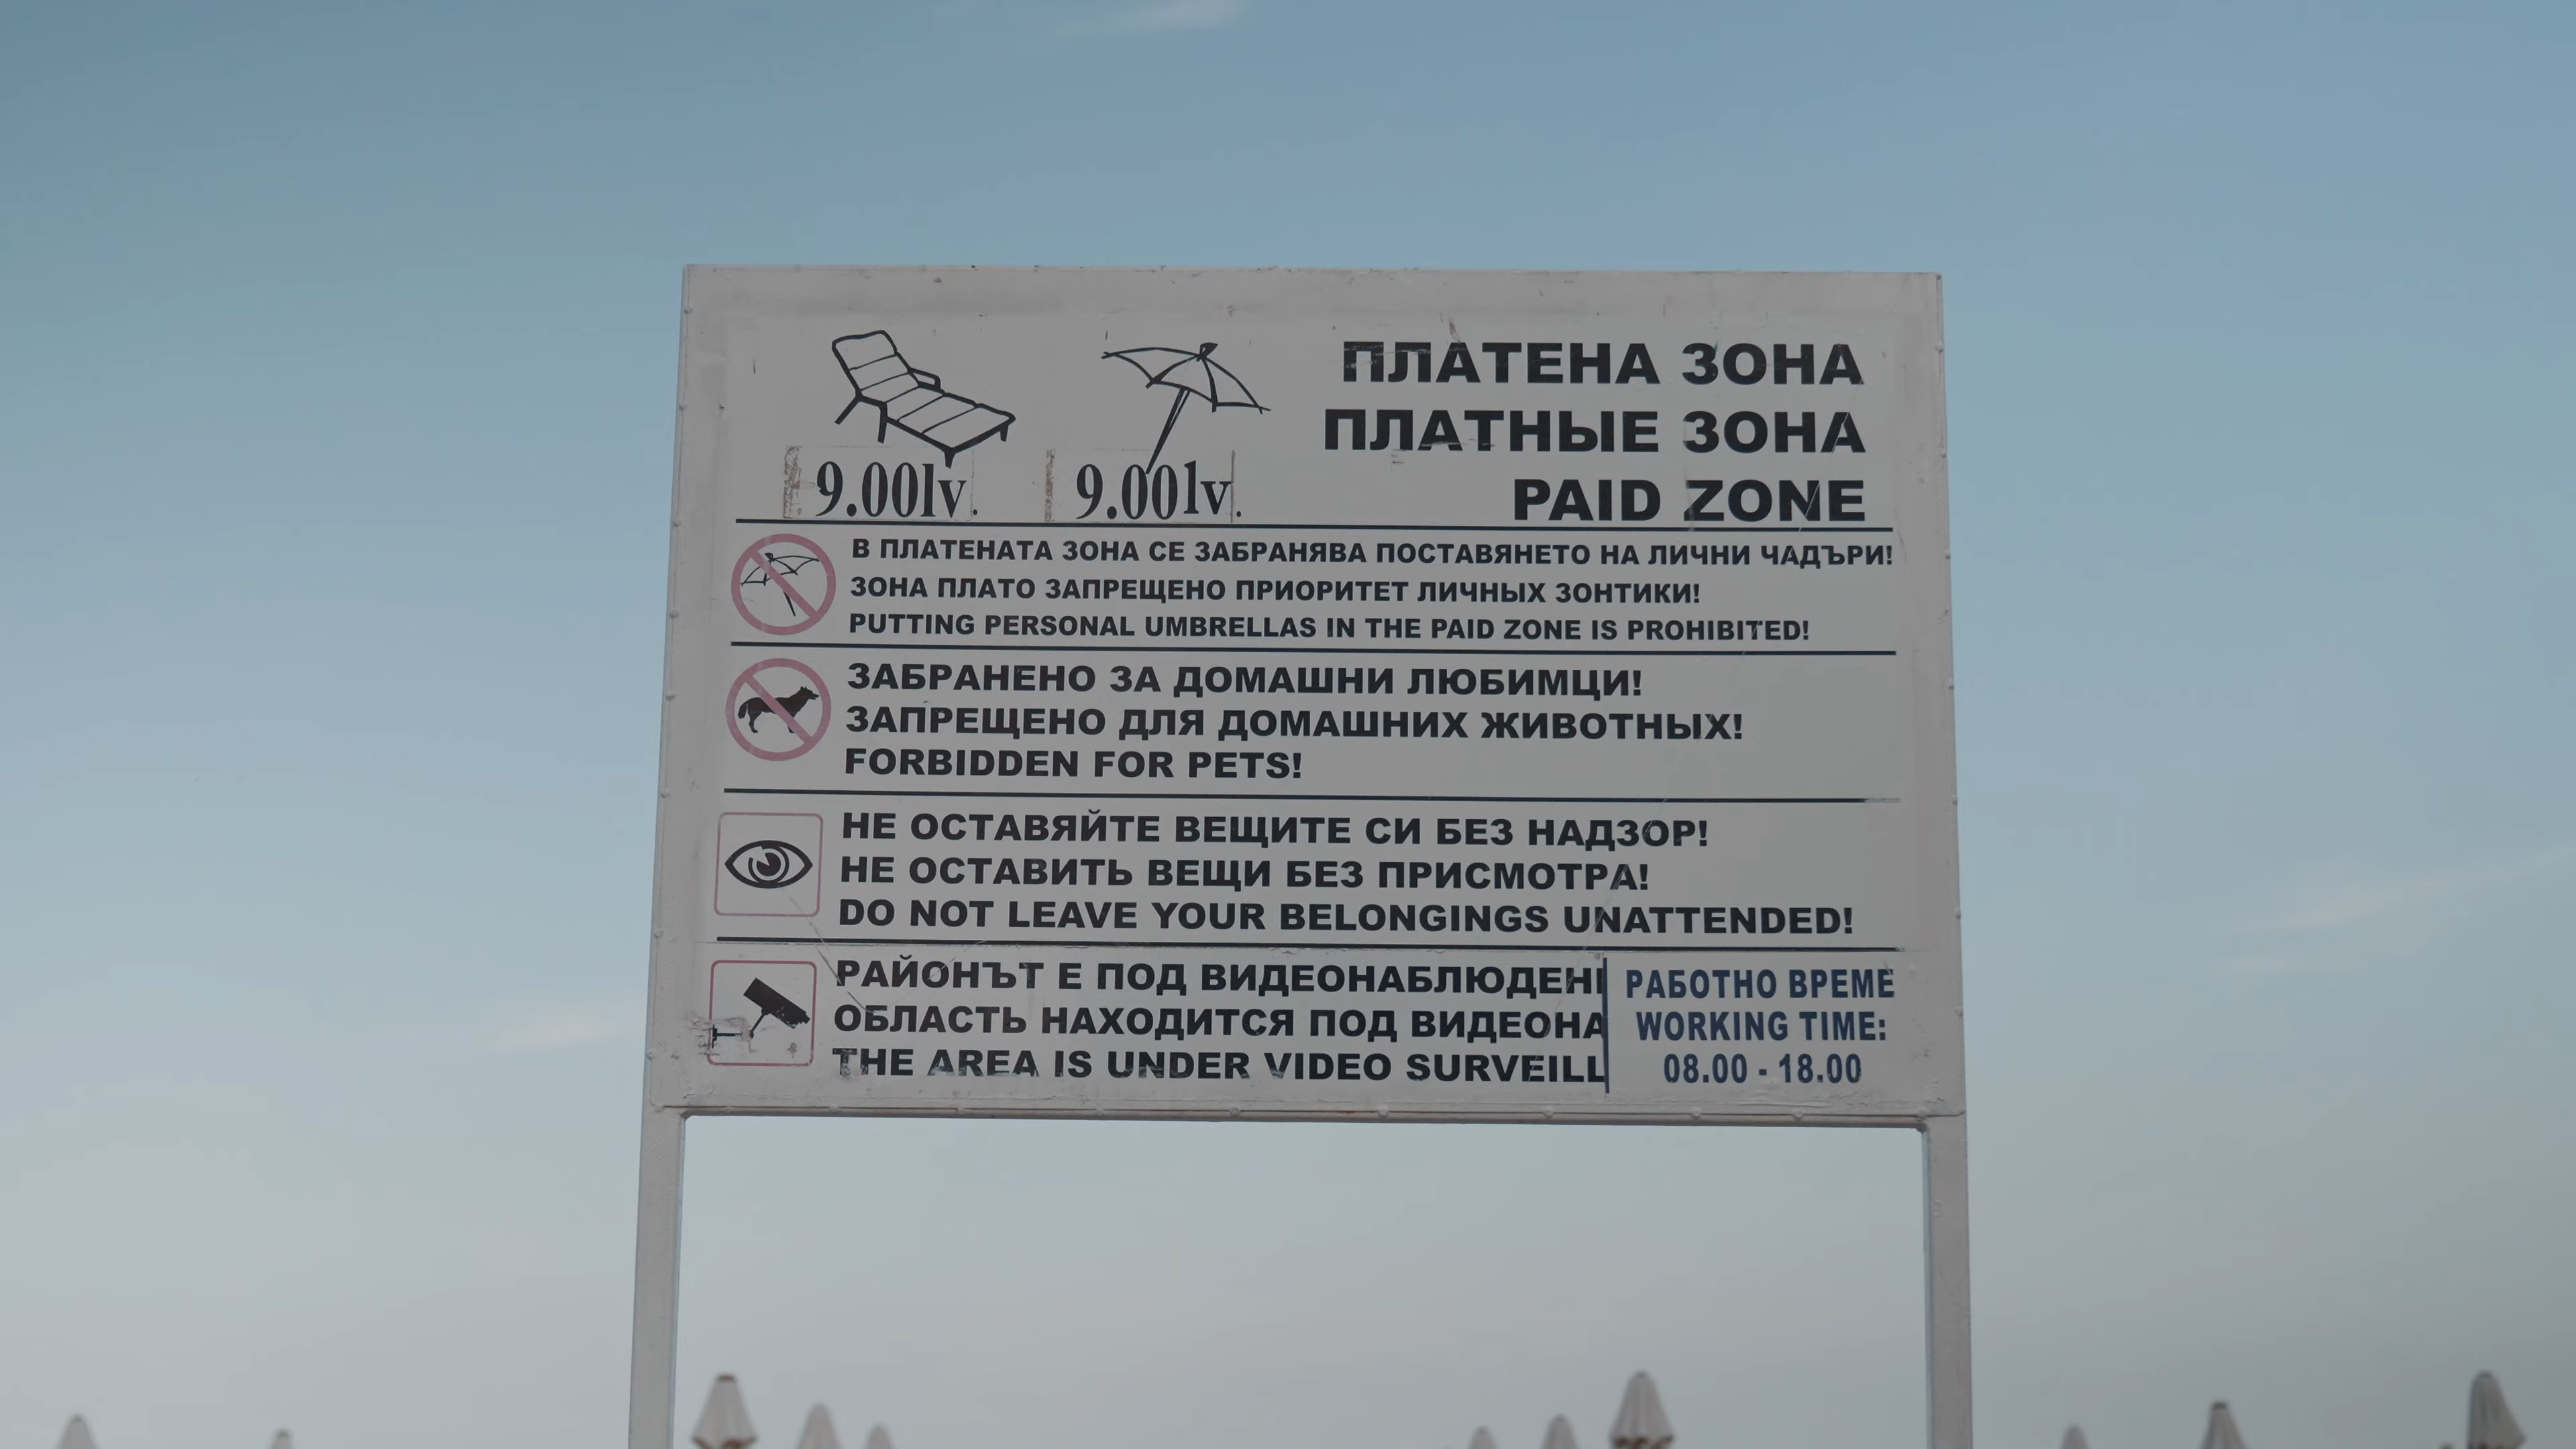 ПЛАТЕНА ЗОНА
ПЛАТНЫЕ ЗОНА
9.00lv. 9.00lv.
PAID ZONE
В ПЛАТЕНАТА ЗОНА СЕ ЗАБРАНЯВА ПОСТАВЯНЕТО НА ЛИЧНИ ЧАДЪРИ!
ЗОНА ПЛАТО ЗАПРЕЩЕНО ПРИОРИТЕТ ЛИЧНЫХ ЗОНТИКИ!
PUTTING PERSONAL UMBRELLAS IN THE PAID ZONE IS PROHIBITED!
ЗАБРАНЕНО ЗА ДОМАШНИ ЛЮБИМЦИ!
ЗАПРЕЩЕНО ДЛЯ ДОМАШНИХ ЖИВОТНЫХ!
FORBIDDEN FOR PETS!
НЕ ОСТАВЯЙТЕ ВЕЩИТЕ СИ БЕЗ НАДЗОР!
НЕ ОСТАВИТЬ ВЕЩИ БЕЗ ПРИСМОТРА!
DO NOT LEAVE YOUR BELONGINGS UNATTENDED!
РАЙОНЪТ Е ПОД ВИДЕОНАБЛЮДЕН
ОБЛАСТЬ НАХОДИТСЯ ПОД ВИДЕОНА
THE AREA IS UNDER VIDEO SURVEILL
РАБОТНО ВРЕМЕ
WORKING TIME:
08.00 - 18.00